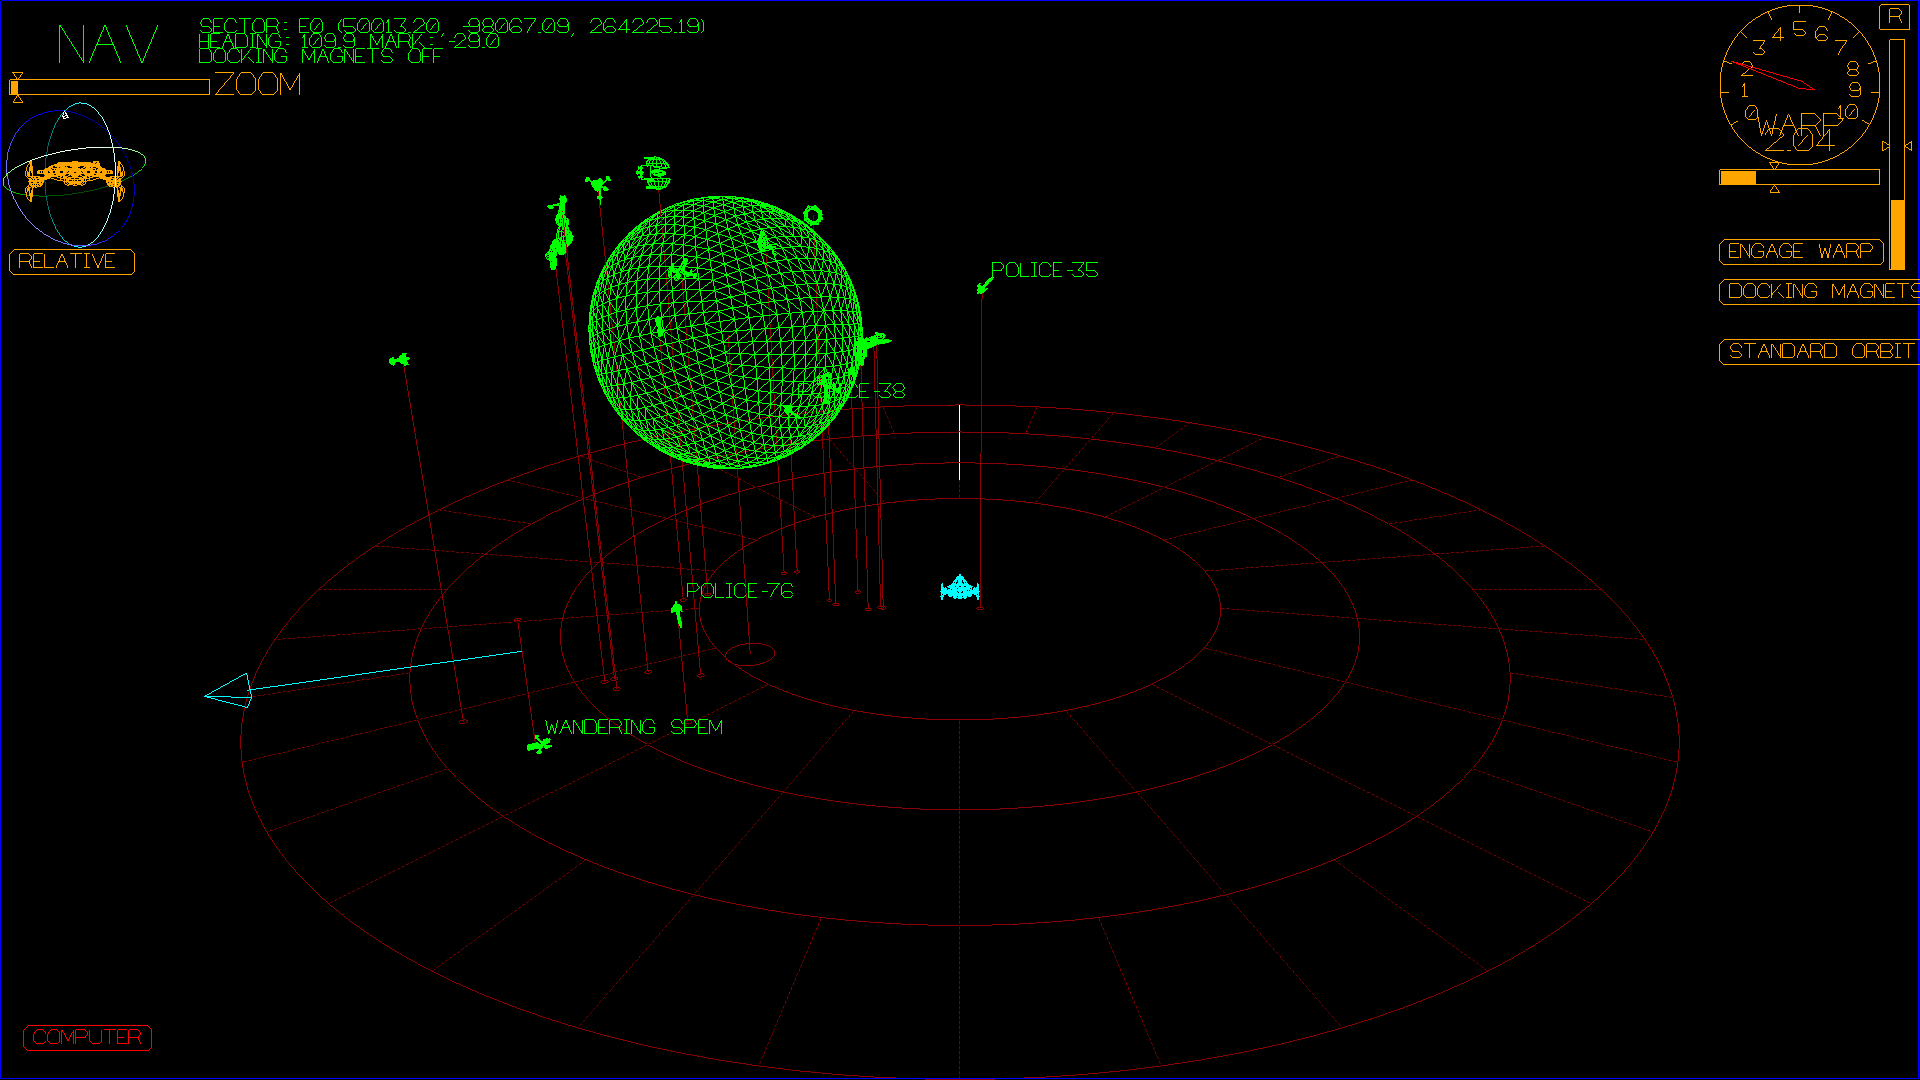 NAV
SECTOR: E0 (50013.20, -98067.09, 264225.19)
HEADING: 109.9 MARK: -29.0
DOCKING MAGNETS OFF
ZOOM
RELATIVE
R
0 1 2 3 4 5 6 7 8 9 10
WARP
2.04
ENGAGE WARP
DOCKING MAGNETS
STANDARD ORBIT
POLICE-35
POLICE-38
POLICE-76
WANDERING SPEM
COMPUTER